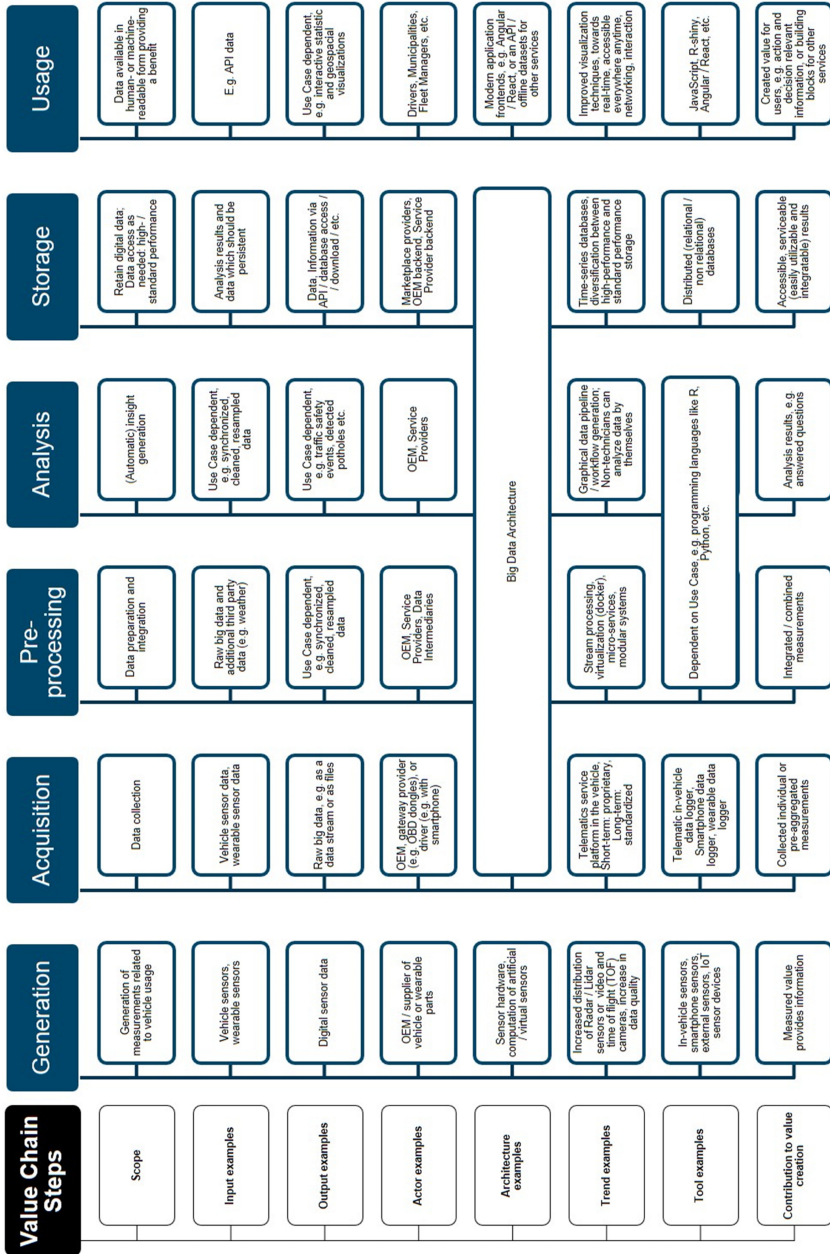 Value Chain
Steps
Generation
Acquisition
Pre-
processing
Analysis
Storage
Usage
Scope
Generation of
measurements related
to vehicle usage
Data collection
Data preparation and
integration
(Automatic) insight
generation
Retain digital data;
Data access as
needed: high- /
standard performance
Data available in
human- or machine-
readable form providing
a benefit
Input examples
Vehicle sensors,
wearable sensors
Vehicle sensor data,
wearable sensor data
Raw big data and
additional third party
data (e.g. weather)
Use Case dependent,
e.g. synchronized,
cleaned, resampled
data
Analysis results and
data which should be
persistent
E.g. API data
Output examples
Digital sensor data
Raw big data, e.g. as a
data stream or as files
Use Case dependent,
e.g. synchronized,
cleaned, resampled
data
Use Case dependent,
e.g. traffic safety
events, detected
potholes etc.
Data, Information via
API / database access /
/ download / etc.
Use Case dependent,
e.g. interactive statistic
and geospatial
visualizations
Actor examples
OEM / supplier of
vehicle or wearable
parts
OEM, gateway provider
(e.g. OBD dongles), or
driver (e.g. with
smartphone)
OEM, Service
Providers, Data
Intermediaries
OEM, Service
Providers
Marketplace providers,
OEM backend, Service
Provider backend
Drivers, Municipalities,
Fleet Managers, etc.
Architecture
examples
Sensor hardware,
computation of artificial
/ virtual sensors
Big Data Architecture
Modern application
frontends, e.g. Angular
/ React, or an API /
offline datasets for
other services
Trend examples
Increased distribution
of Radar / Lidar
sensors or video and
time of flight (TOF)
cameras, increase in
data quality
Telematics service
platform in the vehicle,
Short-term: proprietary,
Long-term:
standardized
Stream processing,
virtualization (docker),
micro-services,
modular systems
Graphical data pipeline
/ workflow generation;
Non-technicians can
analyze data by
themselves
Time-series databases,
diversification between
high-performance and
standard performance
storage
Improved visualization
techniques, towards
real-time, accessible
everywhere anytime,
networking, interaction
Tool examples
In-vehicle sensors,
smartphone sensors,
external sensors, IoT
sensor devices
Telematic in-vehicle
data logger,
Smartphone data
logger, wearable data
logger
Dependent on Use Case, e.g. programming languages like R,
Python, etc.
Distributed (relational /
non relational)
databases
JavaScript, R-shiny,
Angular / React, etc.
Contribution to value
creation
Measured value
provides information
Collected individual or
pre-aggregated
measurements
Integrated / combined
measurements
Analysis results, e.g.
answered questions
Accessible, serviceable
(easily utilizable and
integratable) results
Created value for
users, e.g. action and
decision relevant
information, or building
blocks for other
services